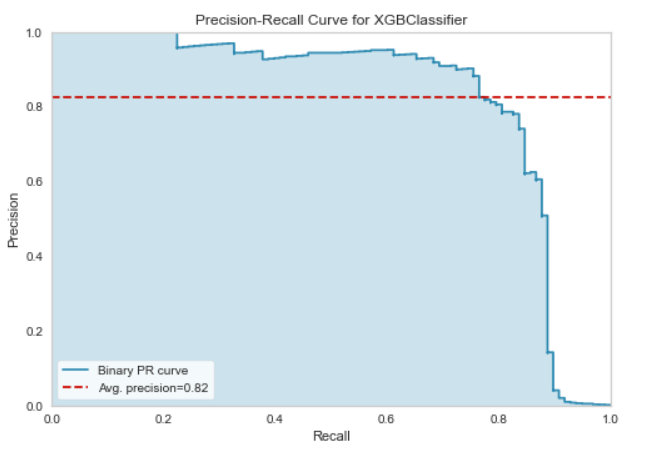 Precision-Recall Curve for XGBClassifier
1.0
0.8
0.6
0.4
0.2
0.0
Precision
Binary PR curve
Avg. precision=0.82
0.0 0.2 0.4 0.6 0.8 1.0
Recall